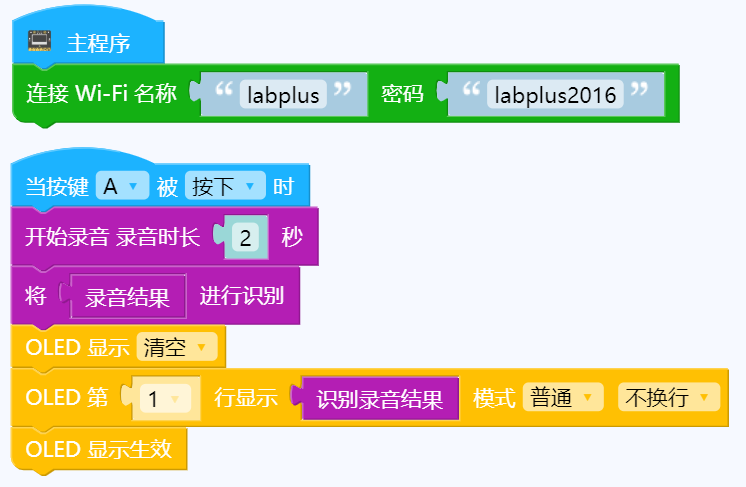 主程序
连接 Wi-Fi 名称 “ labplus ” 密码 “ labplus2016 ”
当按键 A 被 按下 时
开始录音 录音时长 2 秒
将 录音结果 进行识别
OLED 显示 清空
OLED 第 1 行显示 识别录音结果 模式 普通 不换行
OLED 显示生效